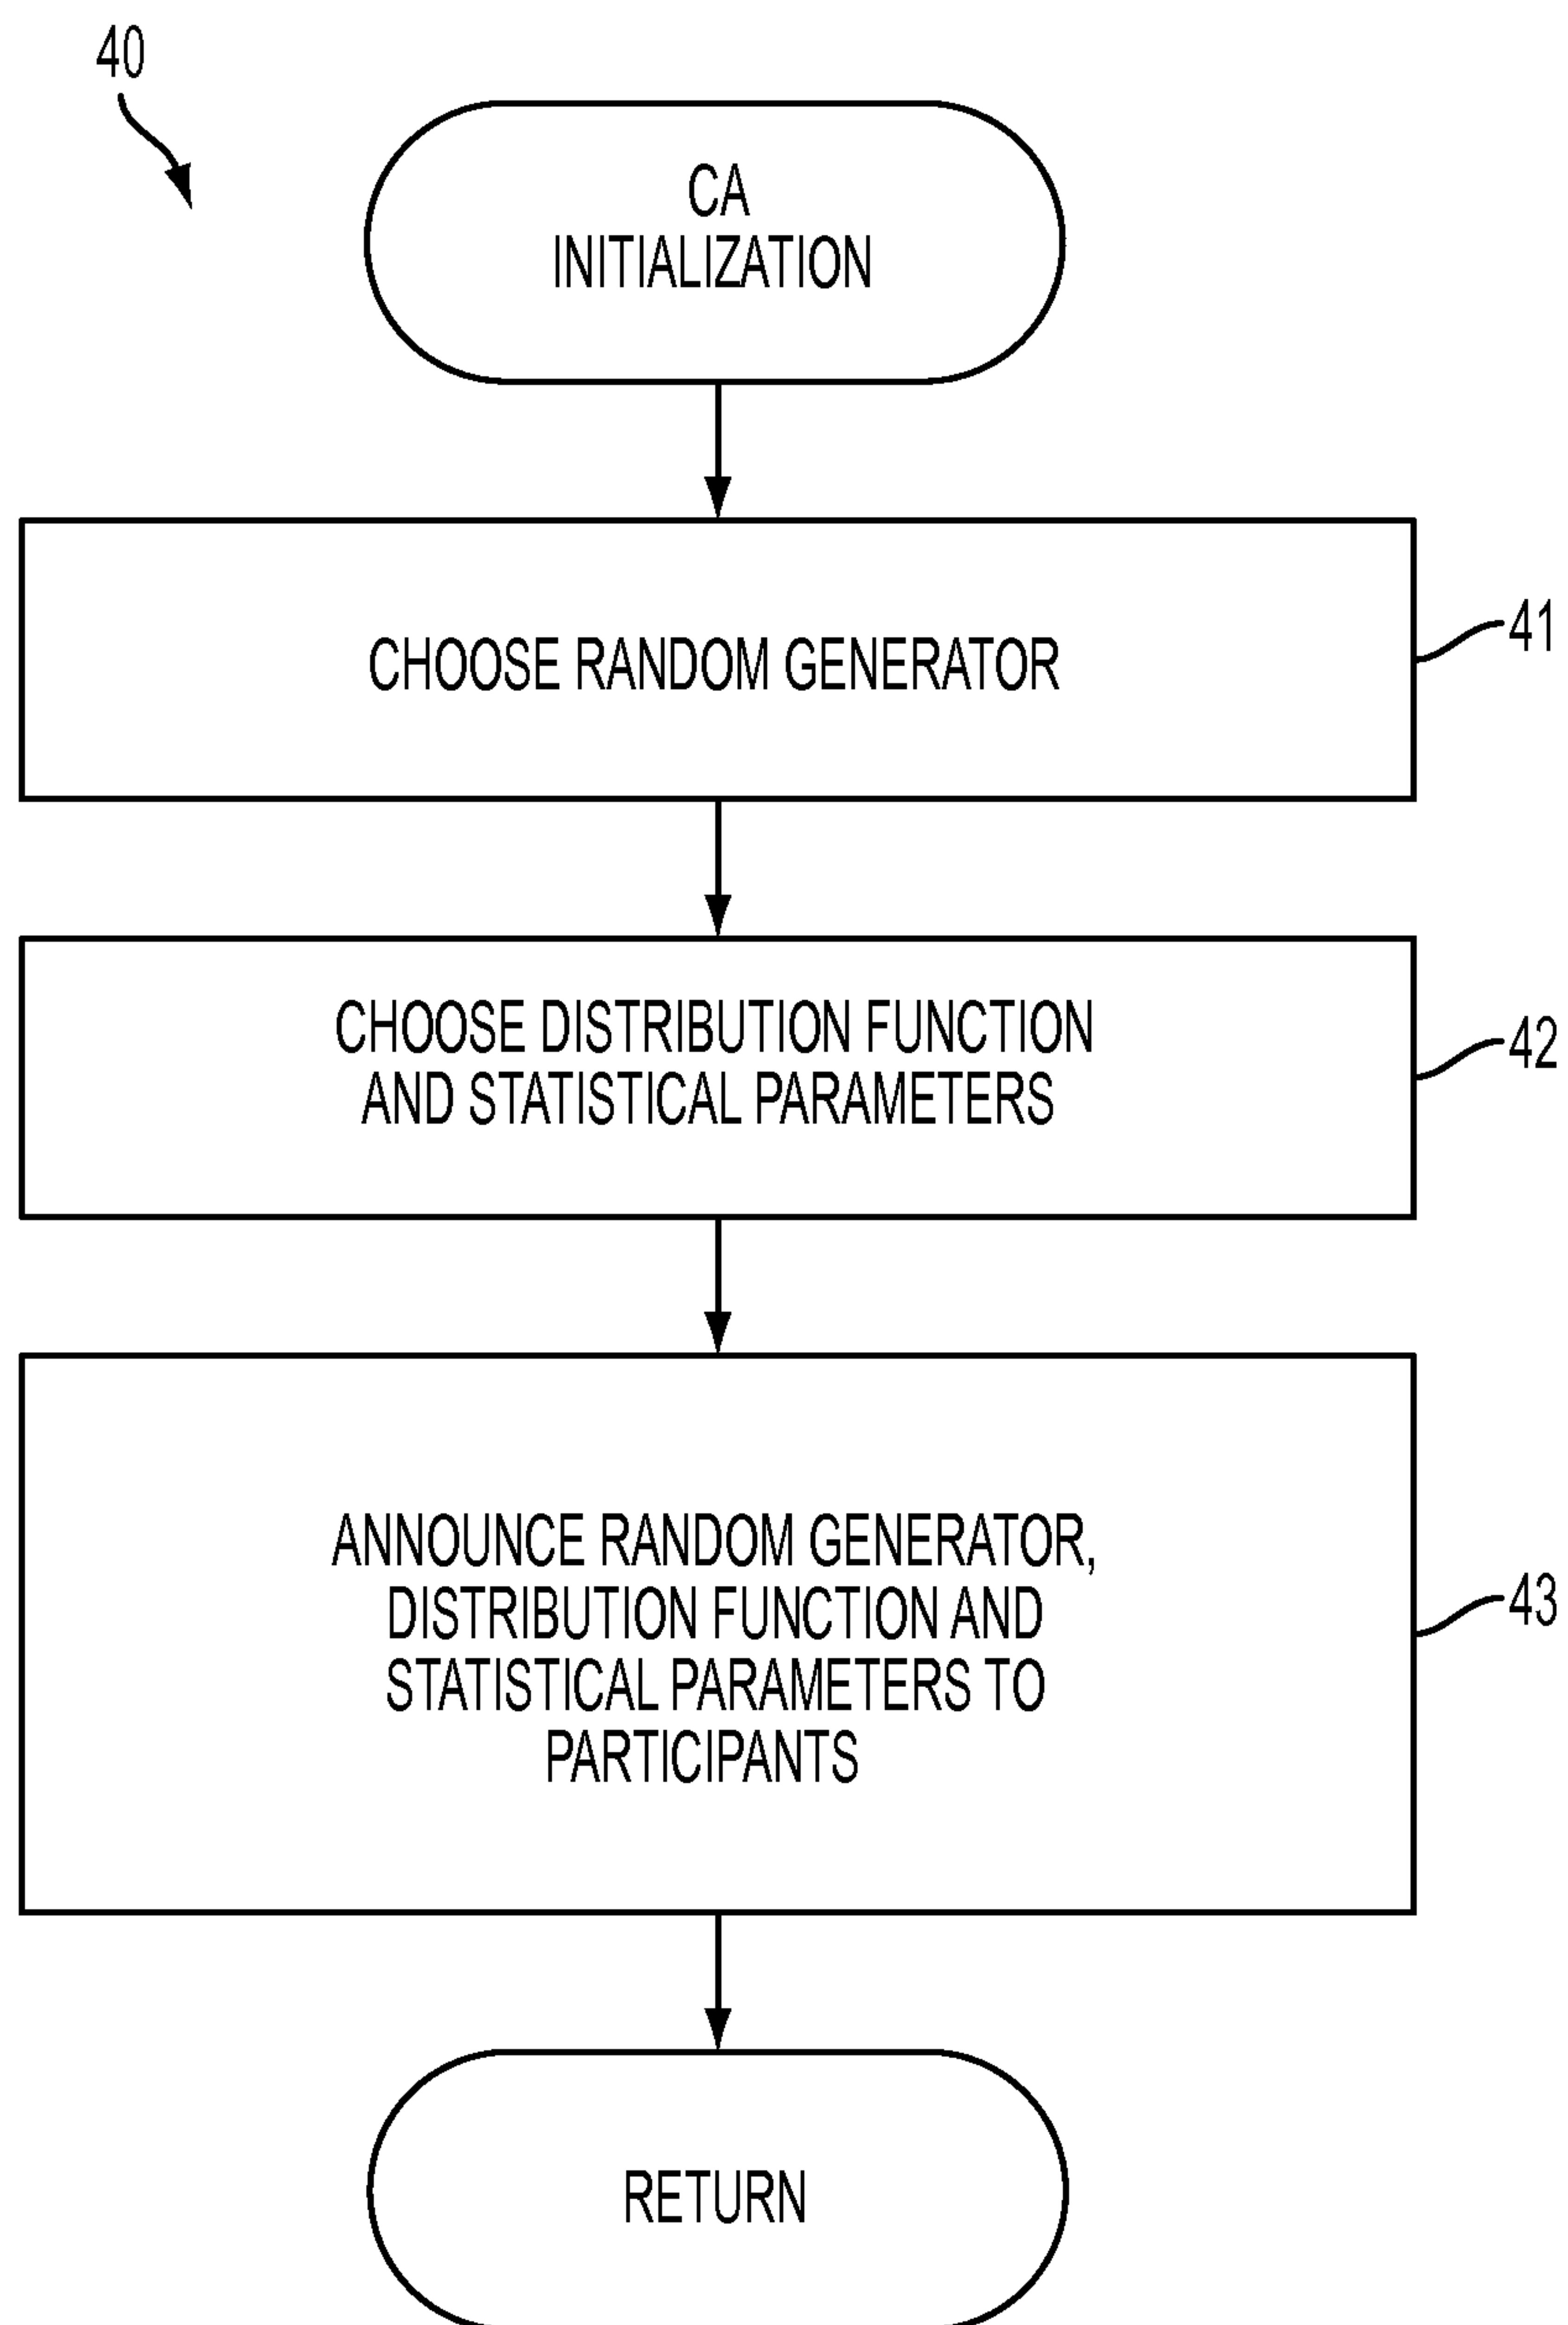 40
CA
INITIALIZATION
CHOOSE RANDOM GENERATOR
41
CHOOSE DISTRIBUTION FUNCTION
AND STATISTICAL PARAMETERS
42
ANNOUNCE RANDOM GENERATOR,
DISTRIBUTION FUNCTION AND
STATISTICAL PARAMETERS TO
PARTICIPANTS
43
RETURN